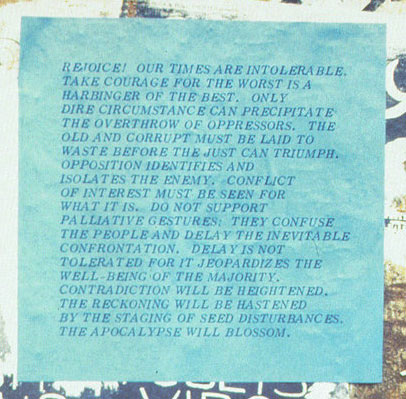 REJOICE! OUR TIMES ARE INTOLERABLE.
TAKE COURAGE FOR THE WORST IS A
HARBINGER OF THE BEST. ONLY
DIRE CIRCUMSTANCE CAN PRECIPITATE
THE OVERTHROW OF OPPRESSORS. THE
OLD AND CORRUPT MUST BE LAID TO
WASTE BEFORE THE JUST CAN TRIUMPH.
OPPOSITION IDENTIFIES AND
ISOLATES THE ENEMY. CONFLICT
OF INTEREST MUST BE SEEN FOR
WHAT IT IS. DO NOT SUPPORT
PALLIATIVE GESTURES; THEY CONFUSE
THE PEOPLE AND DELAY THE INEVITABLE
CONFRONTATION. DELAY IS NOT
TOLERATED FOR IT JEOPARDIZES THE
WELL-BEING OF THE MAJORITY.
CONTRADICTION WILL BE HEIGHTENED.
THE RECKONING WILL BE HASTENED
BY THE STAGING OF SEED DISTURBANCES.
THE APOCALYPSE WILL BLOSSOM.